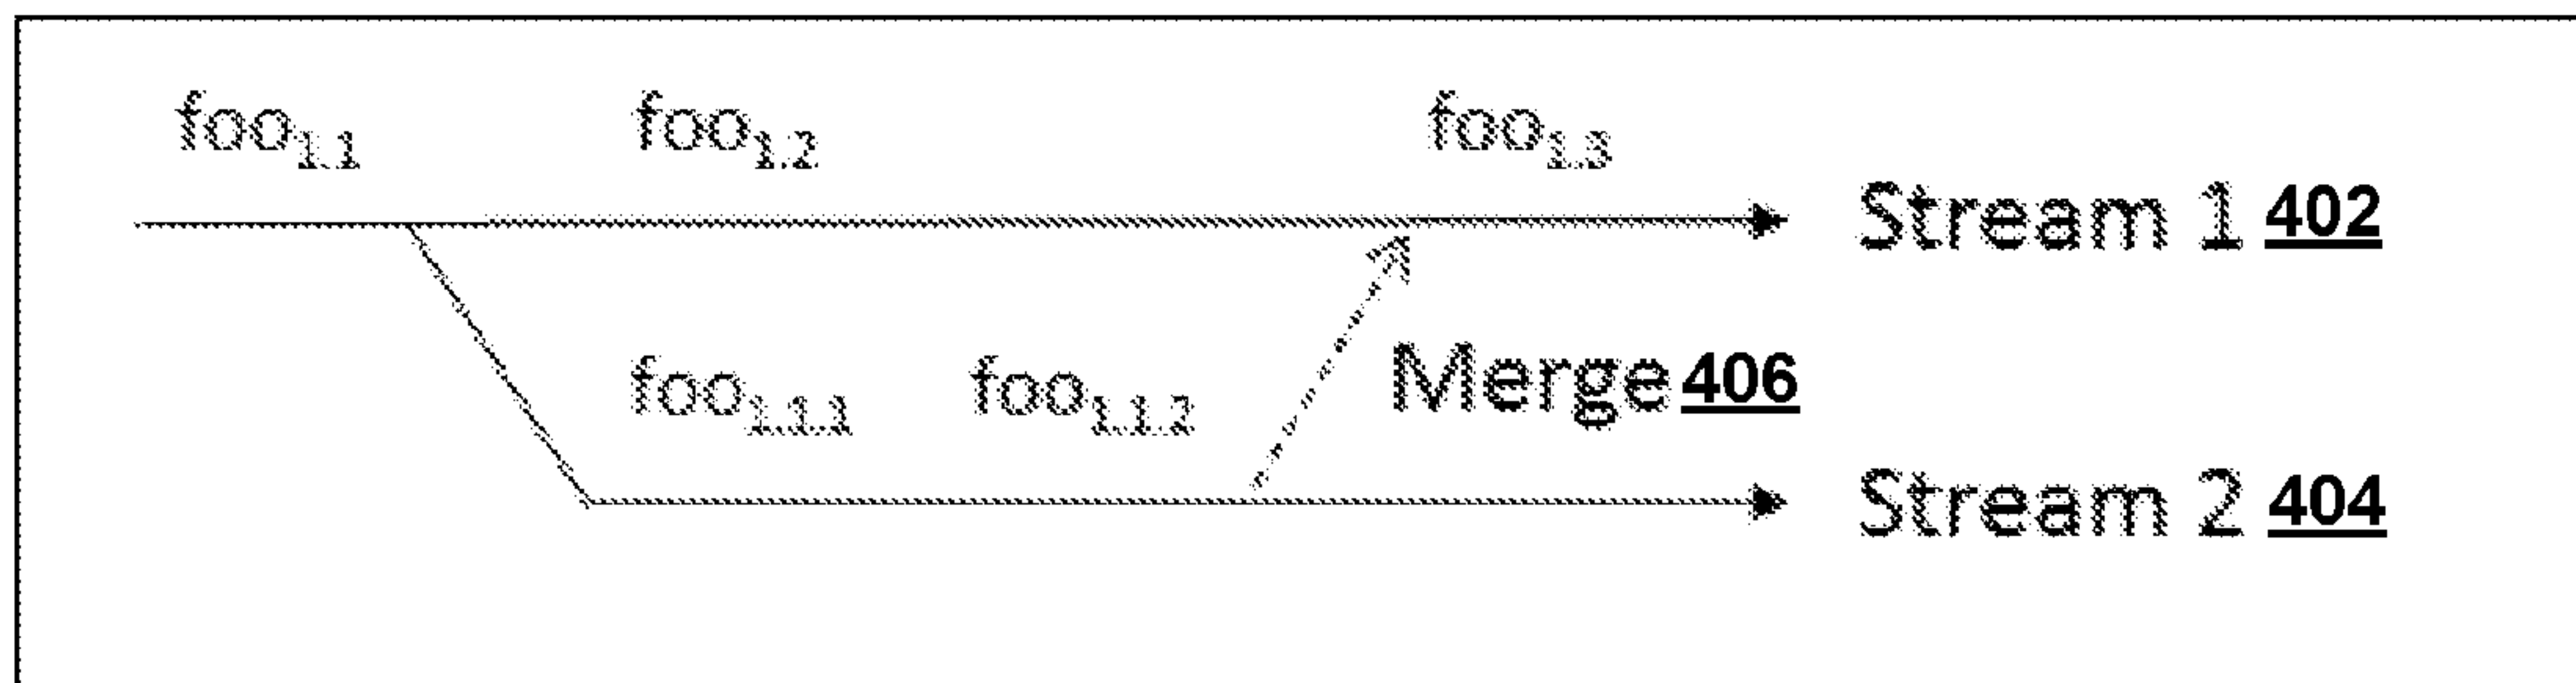 foo1.1 foo1.2 foo1.3
Stream 1 402
foo1.1.1 foo1.1.2 Merge 406
Stream 2 404